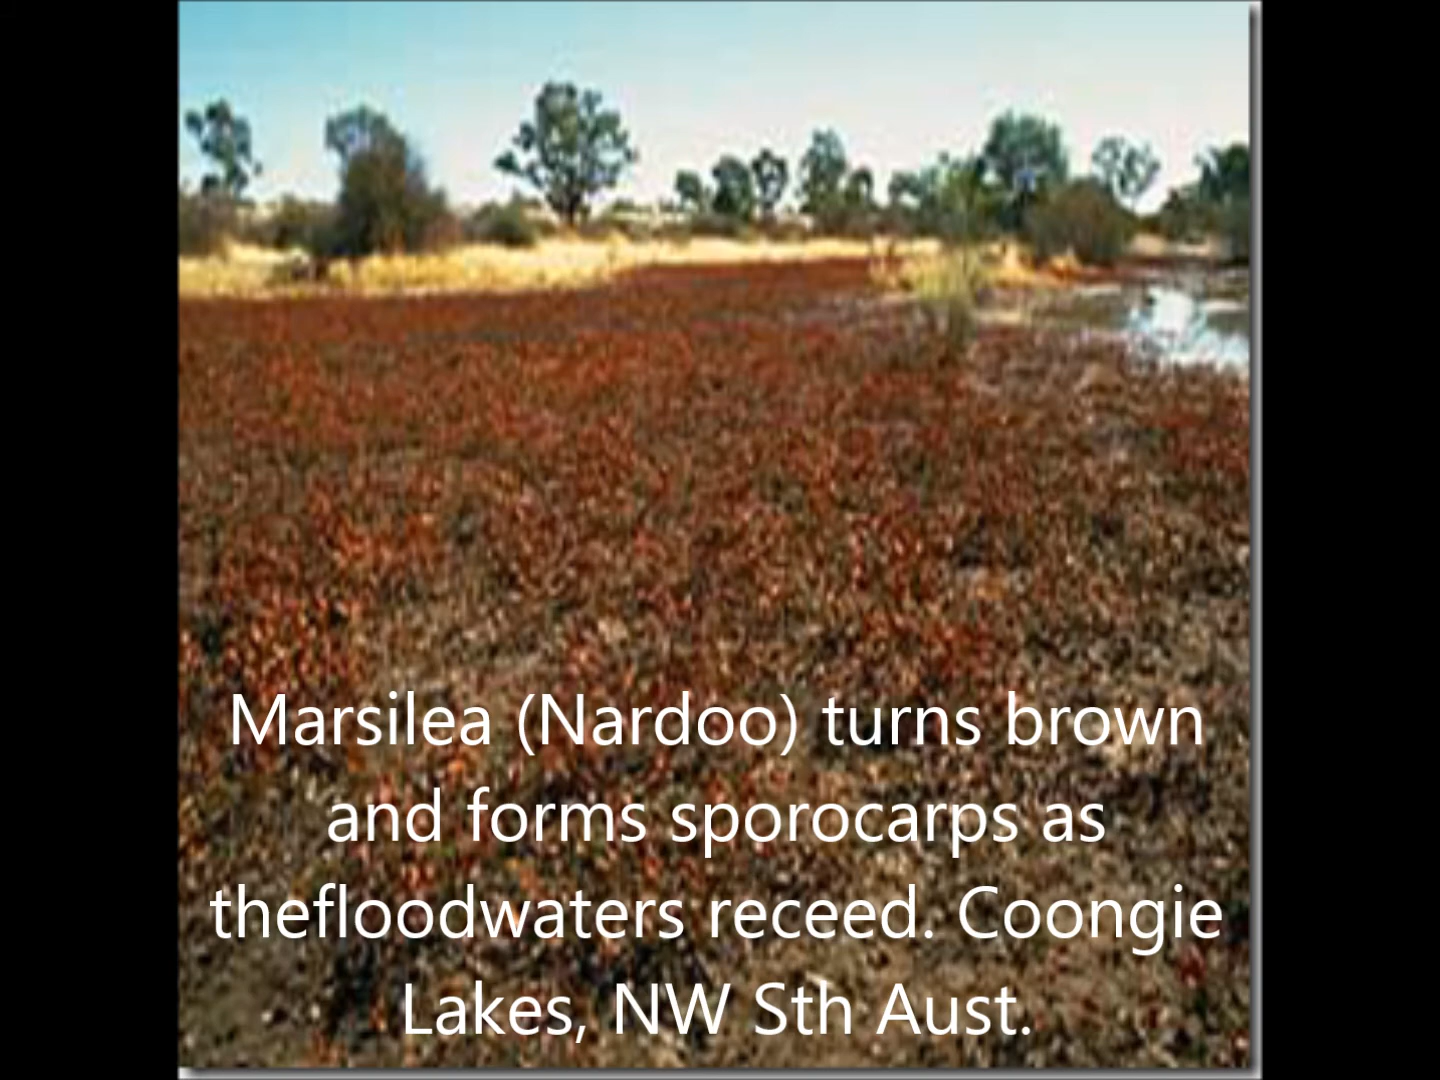 Marsilea (Nardoo) turns brown
and forms sporocarps as
thefloodwaters receed. Coongie
Lakes, NW Sth Aust.